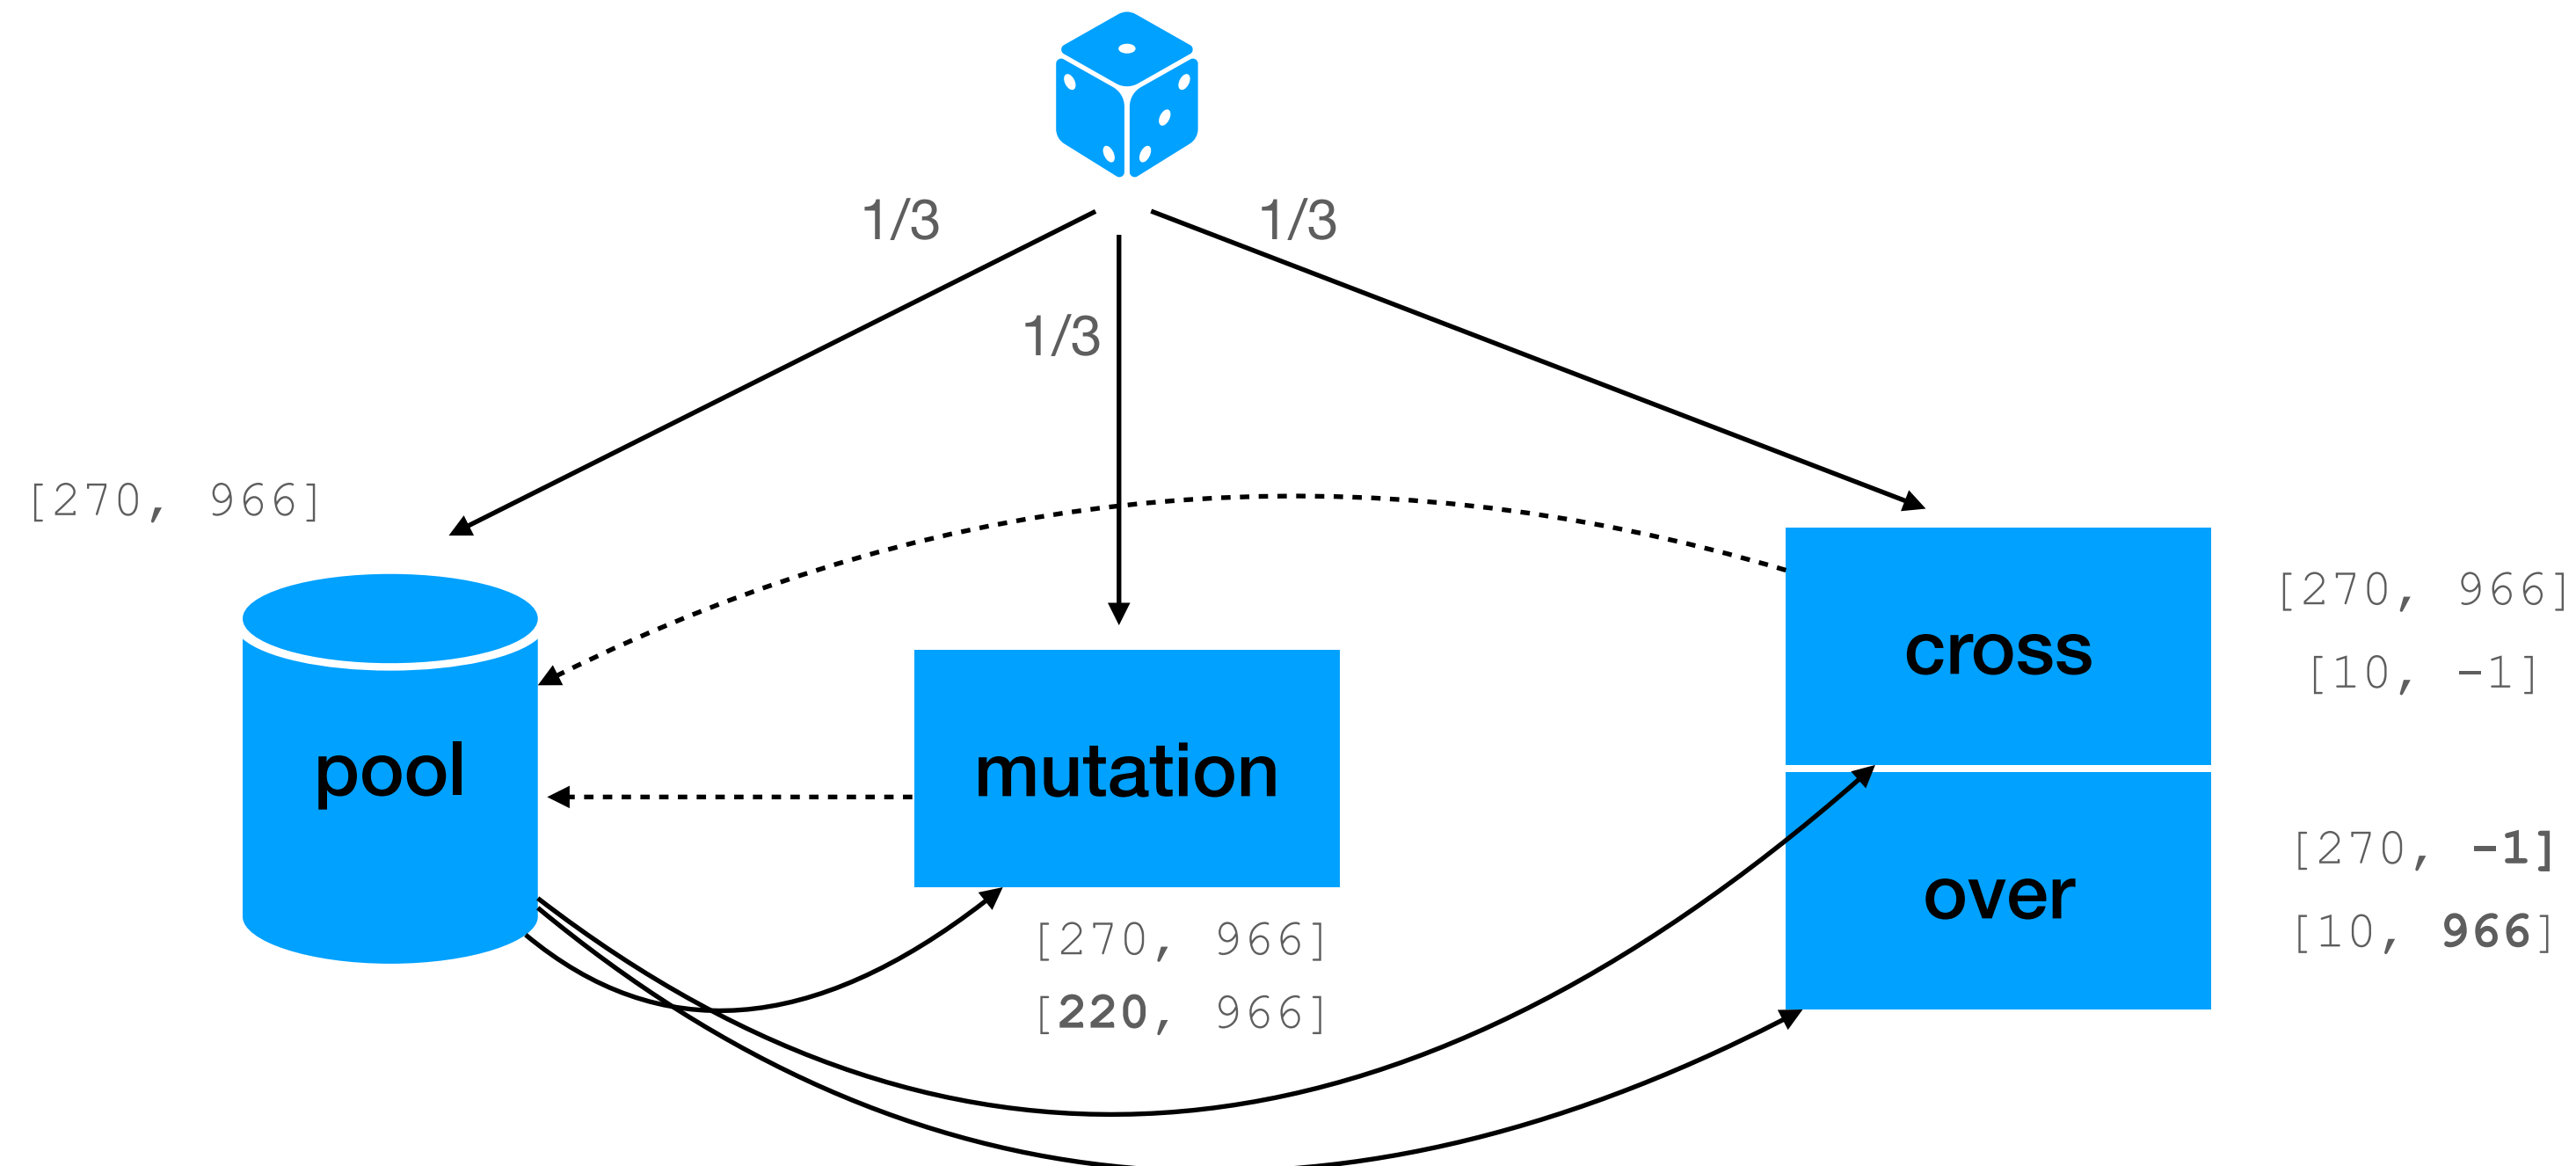 1/3
1/3
1/3
[270, 966]
pool
mutation
cross
over
[270, 966]
[10, -1]
[270, -1]
[10, 966]
[270, 966]
[220, 966]